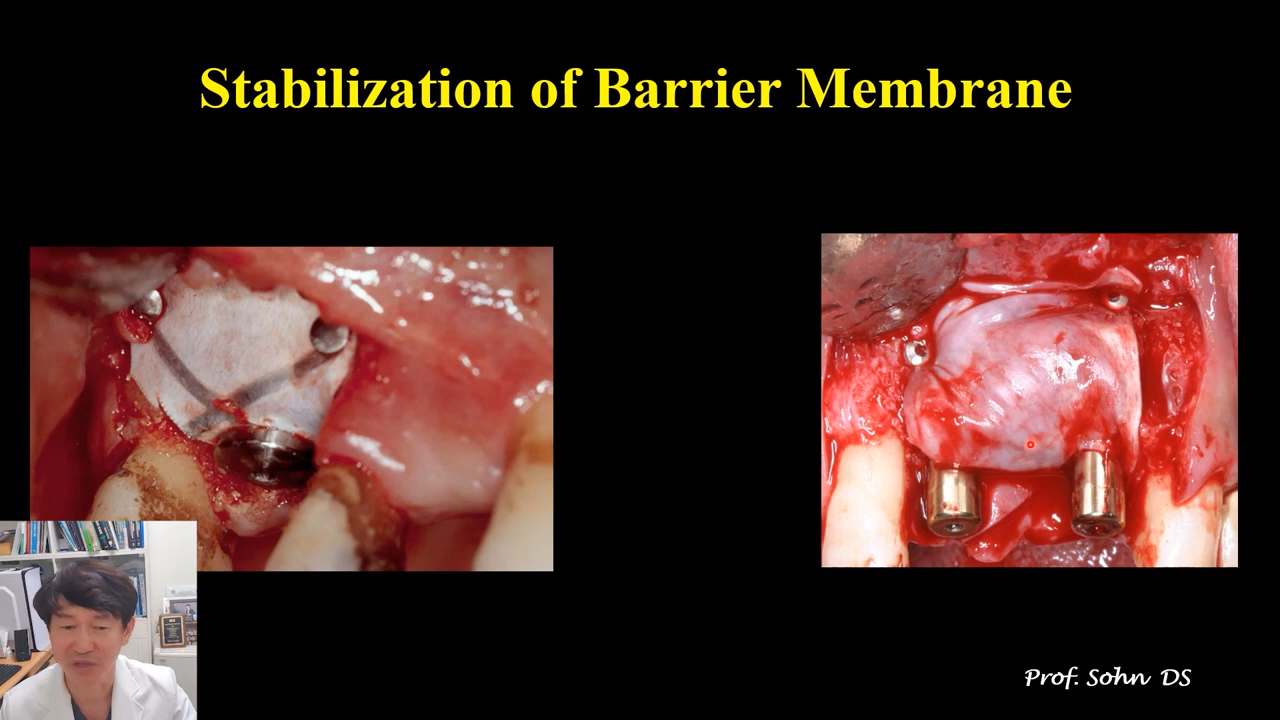 Stabilization of Barrier Membrane
Prof. Sohn DS